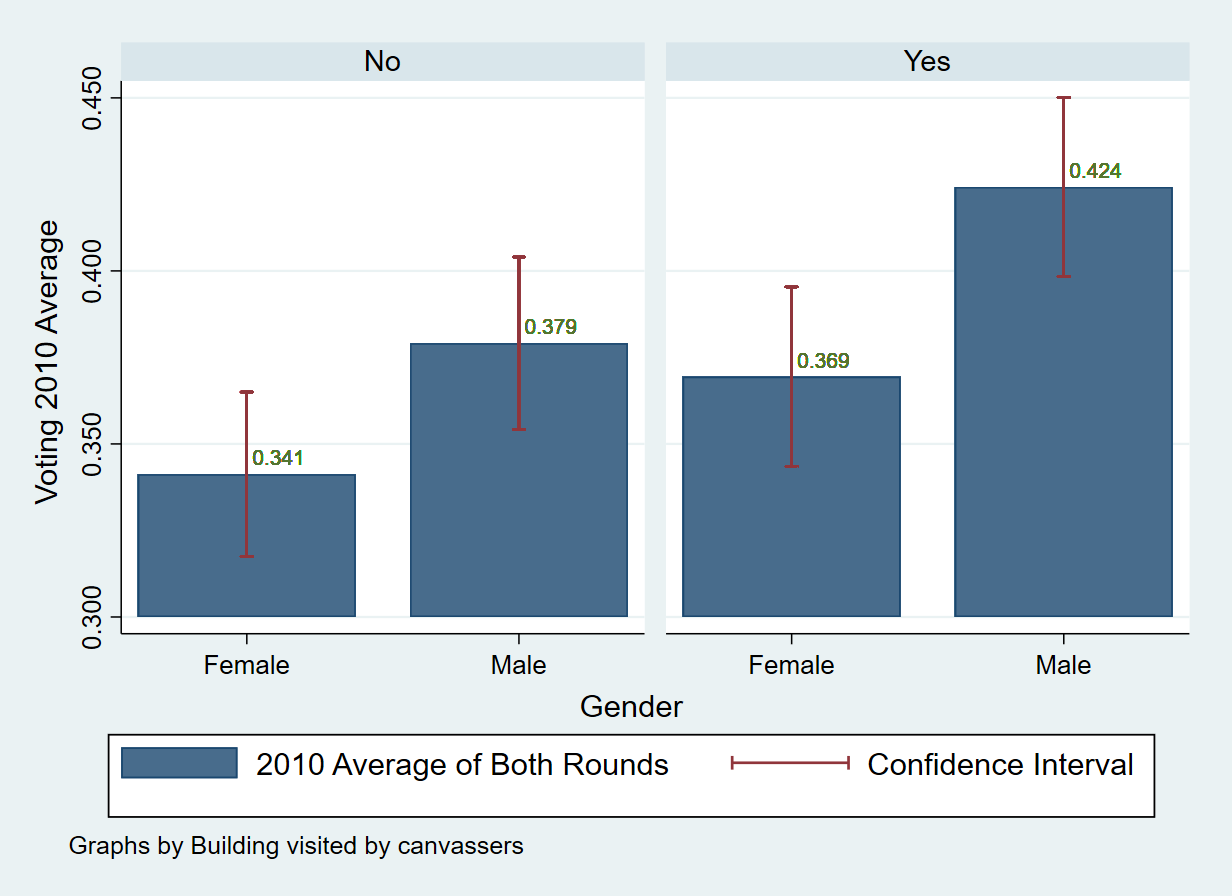 No
Yes
Voting 2010 Average
0.450
0.400
0.350
0.300
0.341
0.379
0.369
0.424
Female
Male
Female
Male
Gender
2010 Average of Both Rounds
Confidence Interval
Graphs by Building visited by canvassers